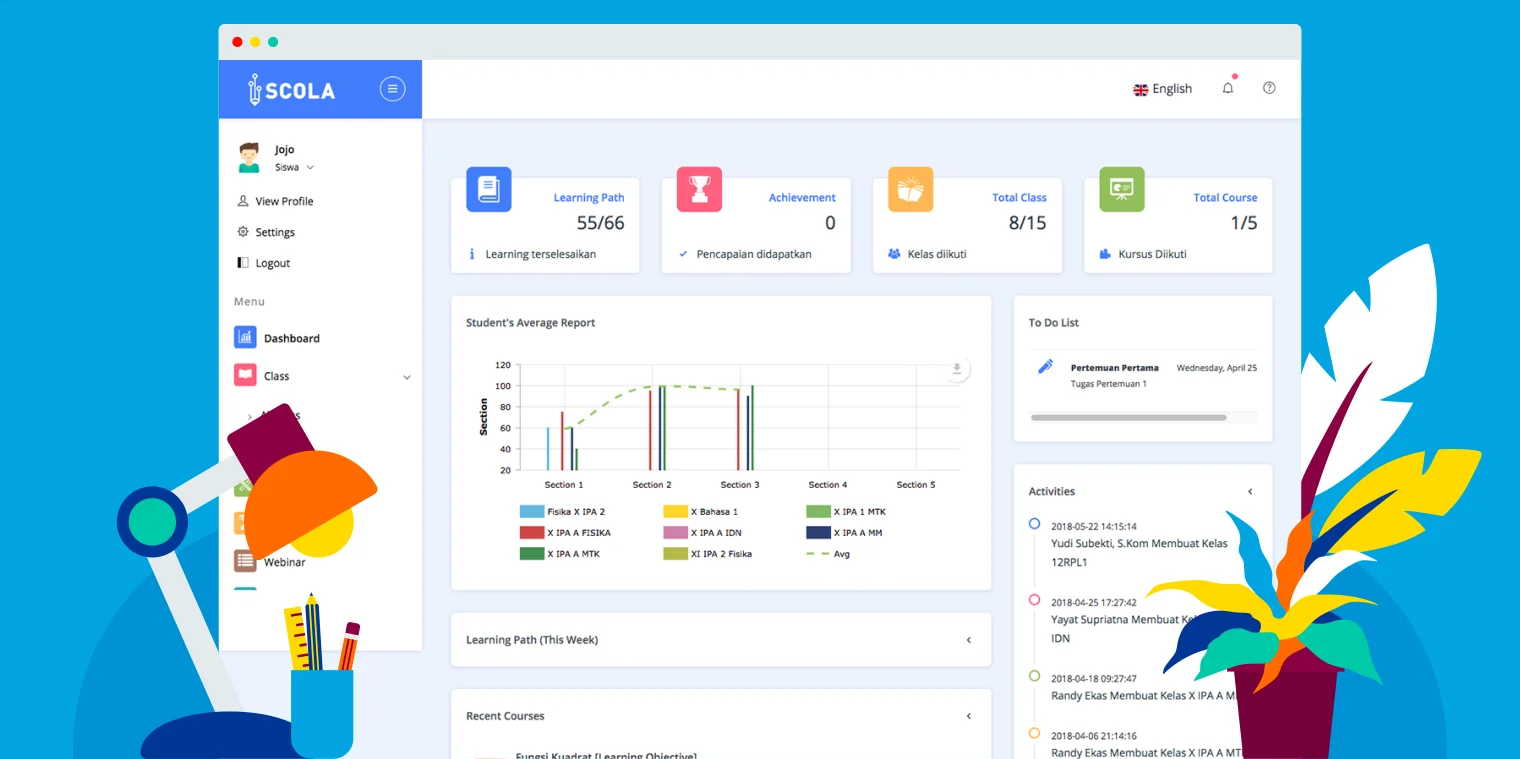 SCOLA
English
Jojo
Siswa
View Profile
Settings
Logout
Menu
Dashboard
Class
Webinar
Learning Path
55/66
Learning terselesaikan
Achievement
0
Pencapaian didapatkan
Total Class
8/15
Kelas diikuti
Total Course
1/5
Kursus Diikuti
Student's Average Report
120
100
80
60
40
20
Section
Section 1 Section 2 Section 3 Section 4 Section 5
Fisika X IPA 2 X Bahasa 1 X IPA 1 MTK
X IPA A FISIKA X IPA A IDN X IPA A MM
X IPA A MTK XI IPA 2 Fisika Avg
Learning Path (This Week)
Recent Courses
Fungsi Kuadrat [Learning Objective]
To Do List
Pertemuan Pertama Wednesday, April 25
Tugas Pertemuan 1
Activities
2018-05-22 14:15:14
Yudi Subekti, S.Kom Membuat Kelas
12RPL1
2018-04-25 17:27:42
Yayat Supriatna Membuat
IDN
2018-04-18 09:27:47
Randy Ekas Membuat Kelas X IPA A
2018-04-06 21:14:16
Randy Ekas Membuat Kelas X IPA A